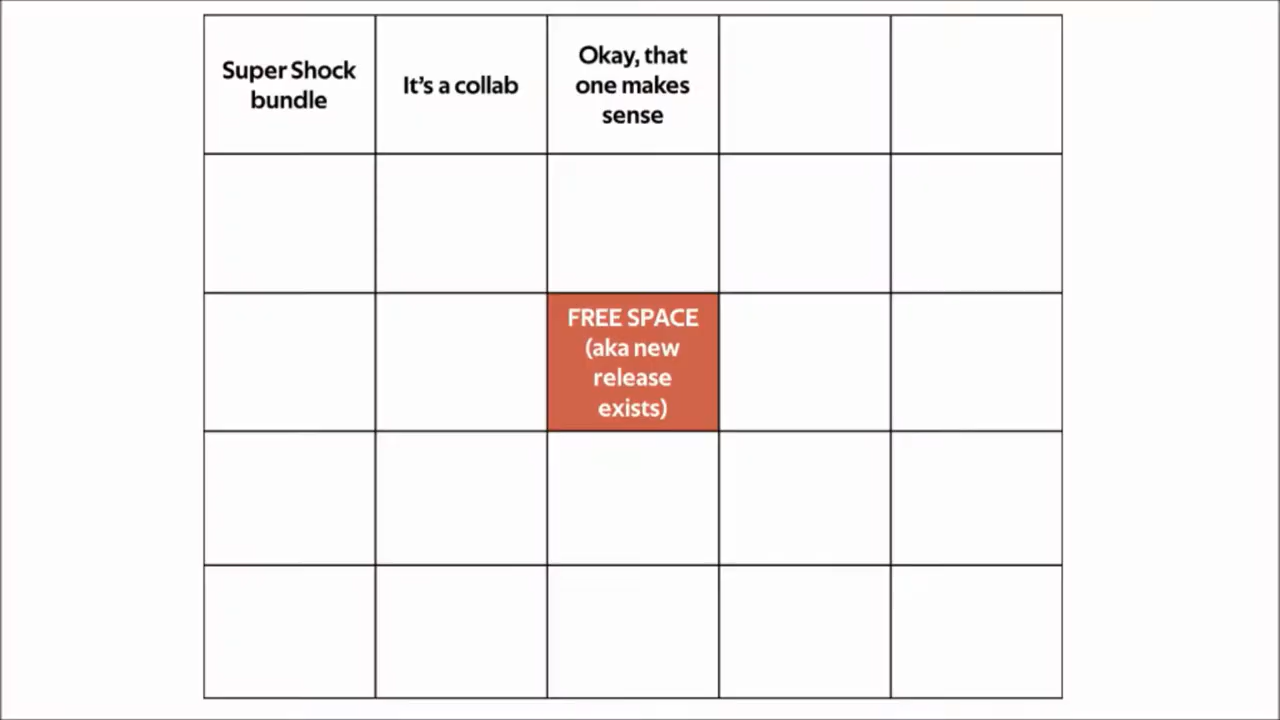 Super Shock
bundle
It's a collab
Okay, that
one makes
sense
FREE SPACE
(aka new
release
exists)